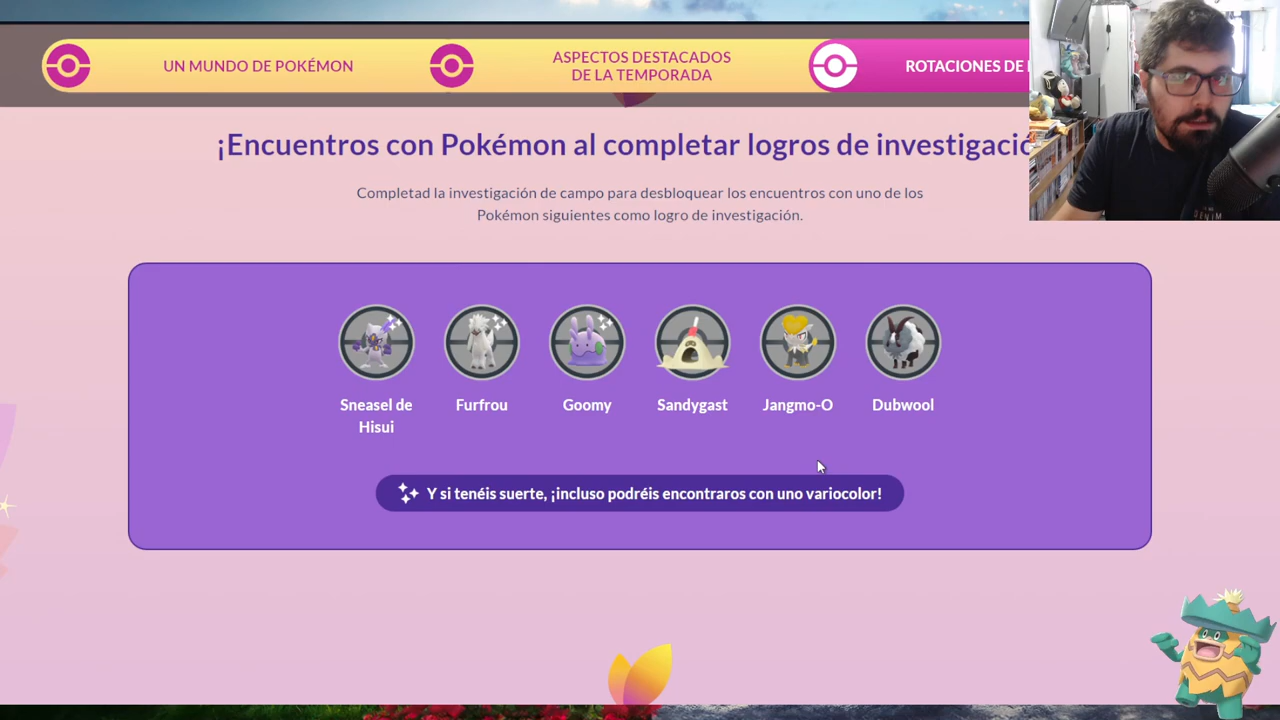 UN MUNDO DE POKÉMON
ASPECTOS DESTACADOS
DE LA TEMPORADA
ROTACIONES DE
¡Encuentros con Pokémon al completar logros de investigació
Completad la investigación de campo para desbloquear los encuentros con uno de los
Pokémon siguientes como logro de investigación.
Sneasel de
Hisui
Furfrou
Goomy
Sandygast
Jangmo-O
Dubwool
Y si tenéis suerte, ¡incluso podréis encontraros con uno variocolor!